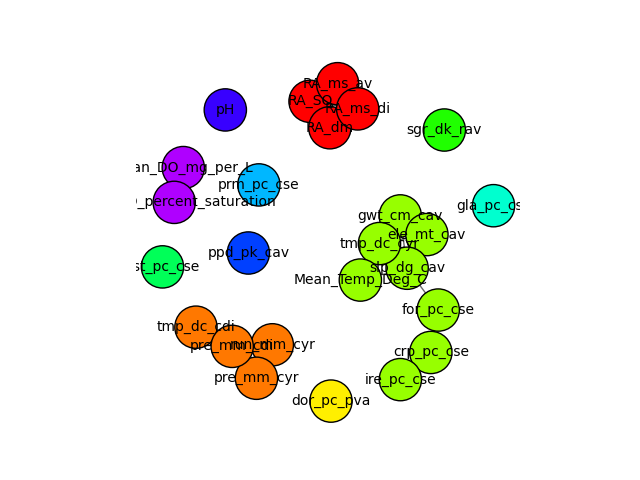 RA_ms_av
RA_SO
RA_ms_di
pH
RA_dm
sgr_dk_rav
an_DO_mg_per_L
prm_pc_cse
_percent_saturation
gla_pc_cs
gwt_cm_cav
ele_mt_cav
tmp_dc_cyr
ppd_pk_cav
st_pc_cse
slp_dg_cav
Mean_Temp_Deg_C
for_pc_cse
tmp_dc_cdi
pre_mm_cdi
run_mm_cyr
crp_pc_cse
pre_mm_cyr
ire_pc_cse
dor_pc_pva